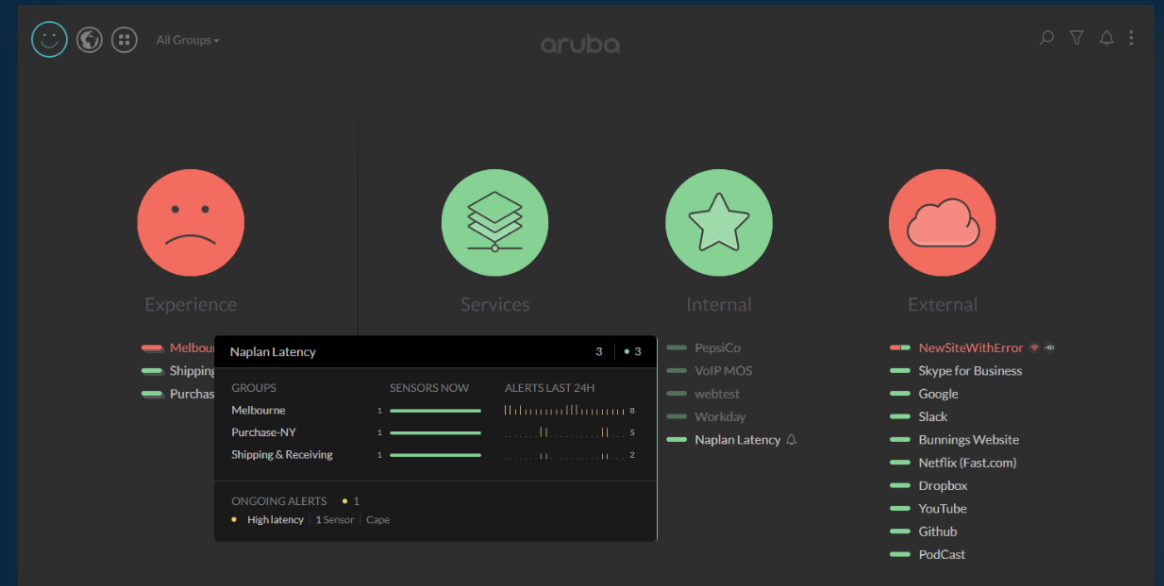 All Groups
aruba
Experience
Services
Internal
External
Shipping
Naplan Latency 3 3
GROUPS SENSORS NOW ALERTS LAST 24H
Melbourne 1 8
Purchase-NY 1 5
Shipping & Receiving 1 2
ONGOING ALERTS 1
High latency 1 Sensor Cape
PepsiCo
VoIP MOS
webtest
Workday
Naplan Latency
NewSiteWithError
Skype for Business
Google
Slack
Bunnings Website
Netflix (Fast.com)
Dropbox
YouTube
Github
PodCast